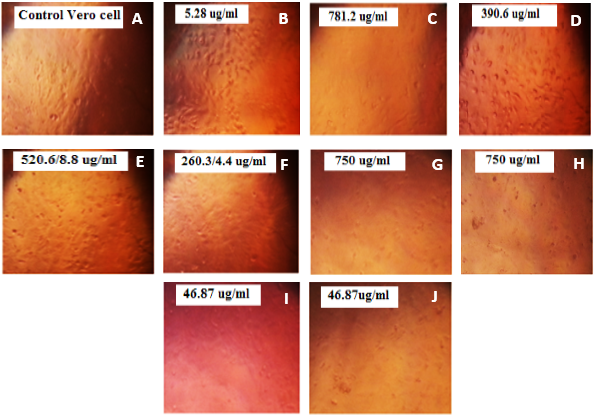 Control Vero cell A
5.28 ug/ml B
781.2 ug/ml C
390.6 ug/ml D
520.6/8.8 ug/ml E
260.3/4.4 ug/ml F
750 ug/ml G
750 ug/ml H
46.87 ug/ml I
46.87ug/ml J